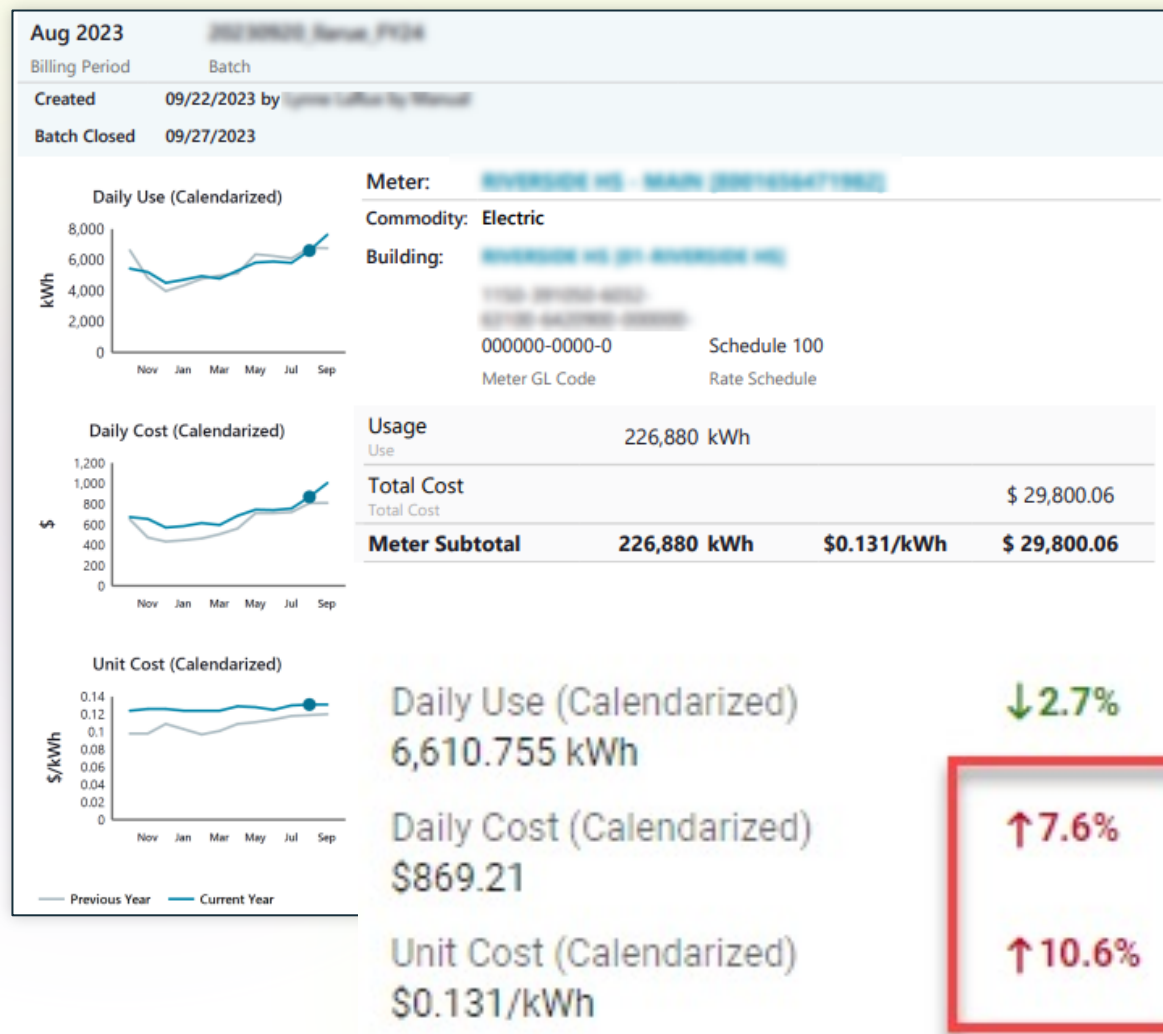 Aug 2023
Billing Period Batch
Created 09/22/2023 by
Batch Closed 09/27/2023
Daily Use (Calendarized)
8,000
6,000
4,000
2,000
0
kWh
Nov Jan Mar May Jul Sep
Meter:
Commodity: Electric
Building:
000000-0000-0 Schedule 100
Meter GL Code Rate Schedule
Daily Cost (Calendarized)
1,200
1,000
800
600
400
200
0
$
Nov Jan Mar May Jul Sep
Usage 226,880 kWh
Use
Total Cost $ 29,800.06
Total Cost
Meter Subtotal 226,880 kWh $0.131/kWh $ 29,800.06
Unit Cost (Calendarized)
0.14
0.12
0.1
0.08
0.06
0.04
0.02
0
$/kWh
Nov Jan Mar May Jul Sep
Previous Year Current Year
Daily Use (Calendarized) ↓2.7%
6,610.755 kWh
Daily Cost (Calendarized) ↑7.6%
$869.21
Unit Cost (Calendarized) ↑10.6%
$0.131/kWh